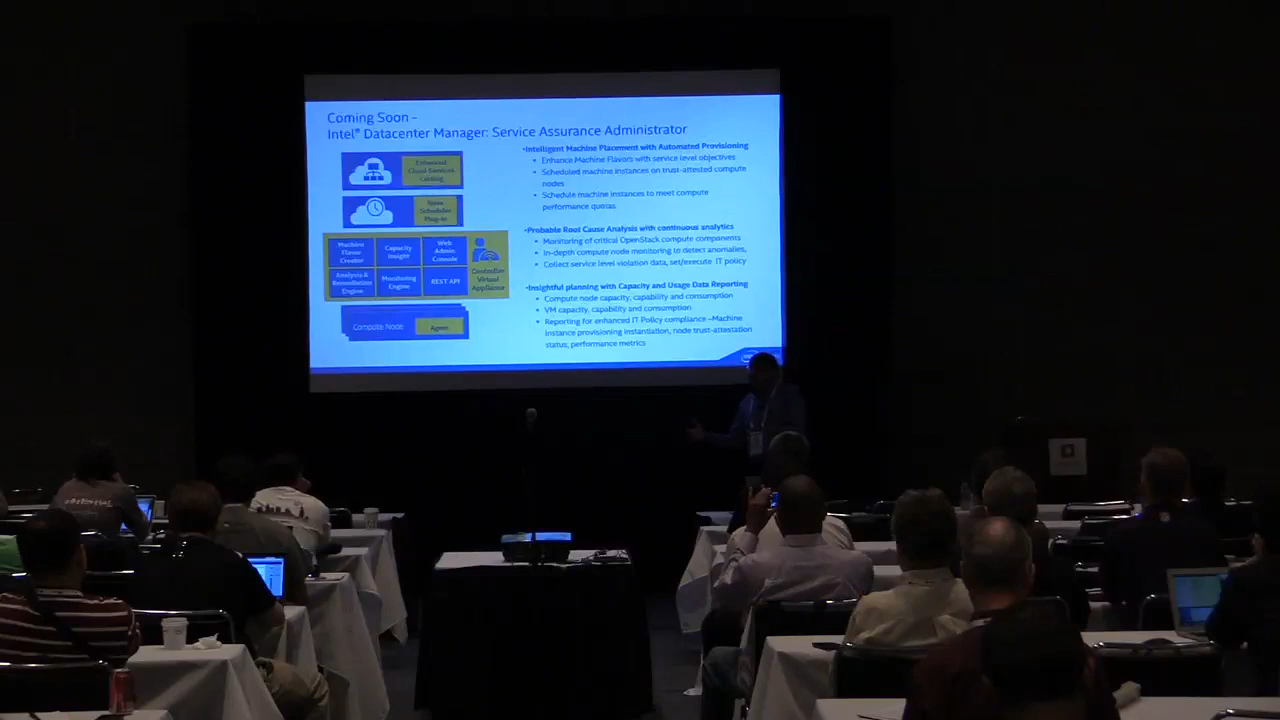 Coming Soon –
Intel® Datacenter Manager: Service Assurance Administrator
Enhanced
Cloud Services
Catalog
Nova
Scheduler
Plug-in
Machine
Flavor
Creator
Capacity
Insight
Web
Admin
Console
Analysis &
Remediation
Engine
Monitoring
Engine
REST API
Controller
Virtual
Appliance
Compute Node
Agent
•Intelligent Machine Placement with Automated Provisioning
• Enhance Machine Flavors with service level objectives
• Scheduled machine instances on trust-attested compute
nodes
• Schedule machine instances to meet compute
performance quotas
•Probable Root Cause Analysis with continuous analytics
• Monitoring of critical OpenStack compute components
• In-depth compute node monitoring to detect anomalies,
• Collect service level violation data, set/execute IT policy
•Insightful planning with Capacity and Usage Data Reporting
• Compute node capacity, capability and consumption
• VM capacity, capability and consumption
• Reporting for enhanced IT Policy compliance –Machine
instance provisioning instantiation, node trust-attestation
status, performance metrics